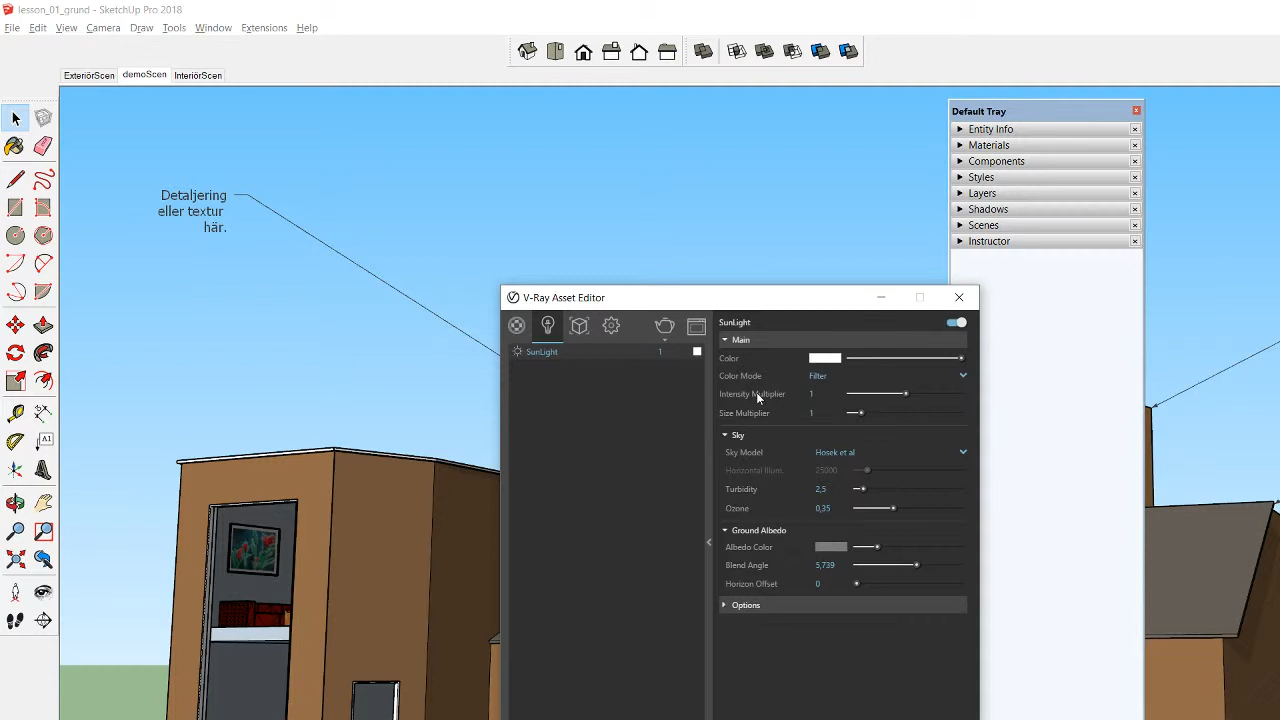 lesson_01_grund - SketchUp Pro 2018
File Edit View Camera Draw Tools Window Extensions Help
ExteriörScen demoScen InteriörScen
Detaljering
eller textur
här.
Default Tray
Entity Info
Materials
Components
Styles
Layers
Shadows
Scenes
Instructor
V-Ray Asset Editor
SunLight 1
SunLight
Main
Color
Color Mode Filter
Intensity Multiplier 1
Size Multiplier 1
Sky
Sky Model Hosek et al
Horizontal Illum. 25000
Turbidity 2,5
Ozone 0,35
Ground Albedo
Albedo Color
Blend Angle 5,739
Horizon Offset 0
Options